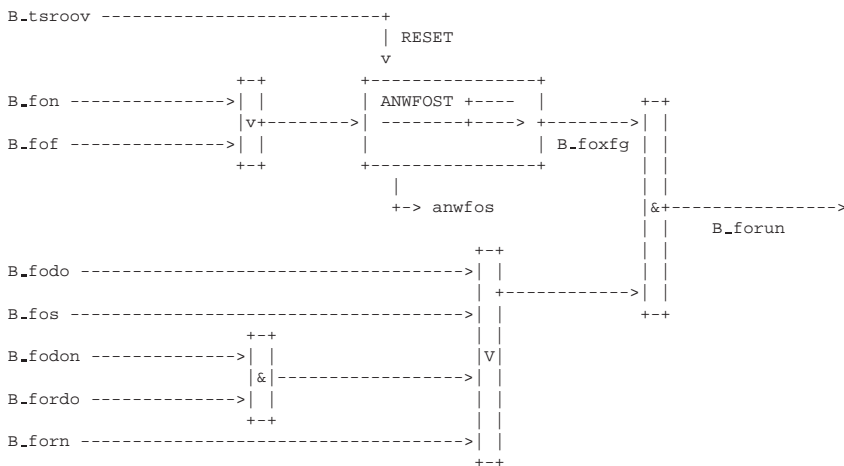 B_tsroov
RESET
v
B_fon
ANWFOST
v
B_fof
B_foxfg
anwfos
&
B_forun
B_fodo
B_fos
B_fodon
V
&
B_fordo
B_forn